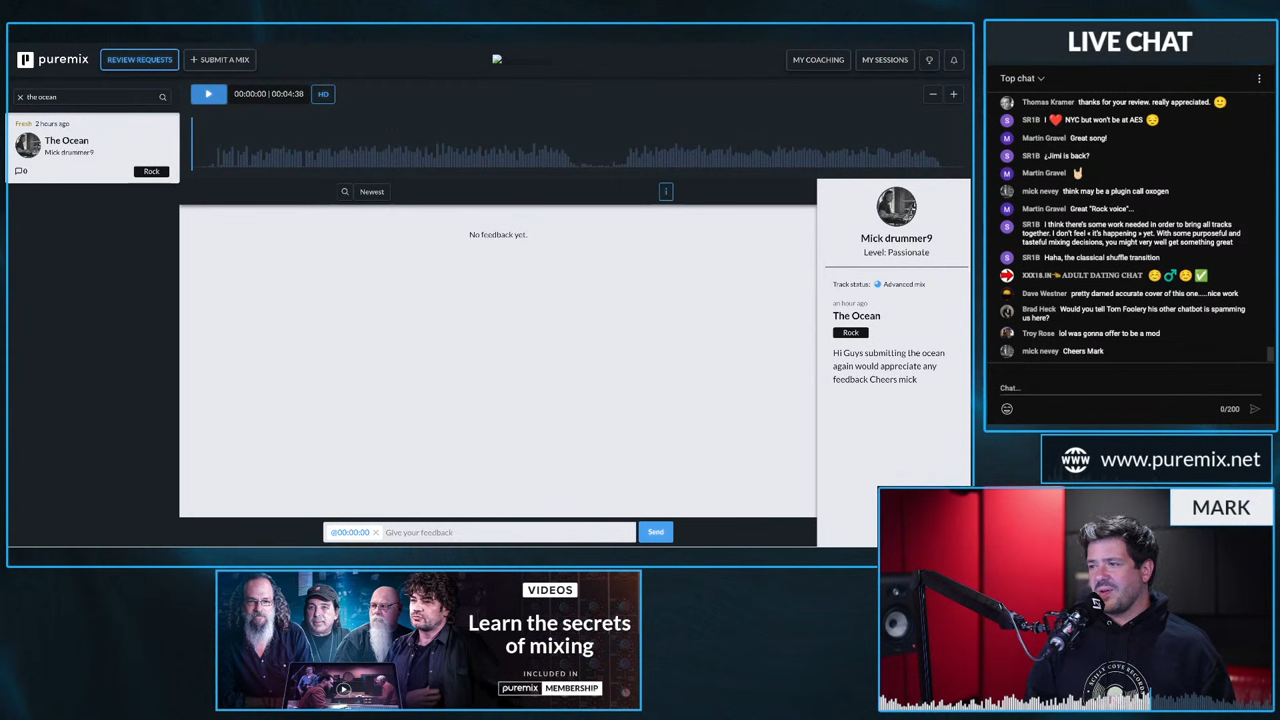 puremix
REVIEW REQUESTS
+ SUBMIT A MIX
MY COACHING
MY SESSIONS
the ocean
00:00:00 | 00:04:38
HD
Fresh 2 hours ago
The Ocean
Mick drummer9
0
Rock
Newest
No feedback yet.
Mick drummer9
Level: Passionate
Track status: Advanced mix
an hour ago
The Ocean
Rock
Hi Guys submitting the ocean
again would appreciate any
feedback Cheers mick
@00:00:00
Give your feedback
Send
LIVE CHAT
Top chat
Thomas Kramer thanks for your review. really appreciated. 🙂
SR1B I ❤️ NYC but won't be at AES 😔
Martin Gravel Great song!
SR1B ¿Jimi is back?
Martin Gravel 🤘🏻
mick nevey think may be a plugin call oxogen
Martin Gravel Great "Rock voice"...
SR1B I think there's some work needed in order to bring all tracks
together. I don't feel « it's happening » yet. With some purposeful and
tasteful mixing decisions, you might very well get something great
SR1B Haha, the classical shuffle transition
XXX18.IN👈 ADULT DATING CHAT ☺️ ♂️ ☺️ ✅
Dave Westner pretty darned accurate cover of this one.....nice work
Brad Heck Would you tell Tom Foolery his other chatbot is spamming
us here?
Troy Rose lol was gonna offer to be a mod
mick nevey Cheers Mark
Chat...
0/200
www.puremix.net
MARK
VIDEOS
Learn the secrets
of mixing
INCLUDED IN
puremix MEMBERSHIP